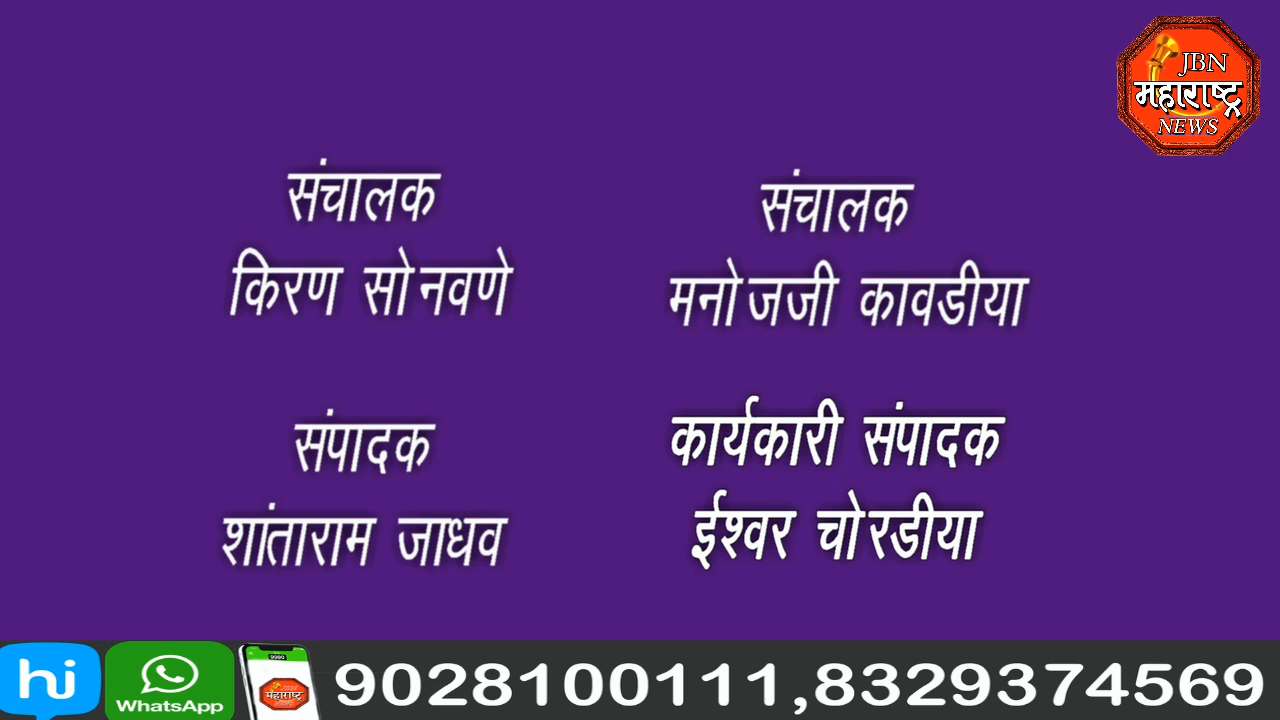 JBN
महाराष्ट्र
NEWS
संचालक
किरण सोनवणे
संचालक
मनोजजी कावडीया
संपादक
शांताराम जाधव
कार्यकारी संपादक
ईश्वर चोरडीया
hi
WhatsApp
महाराष्ट्र
9028100111,8329374569